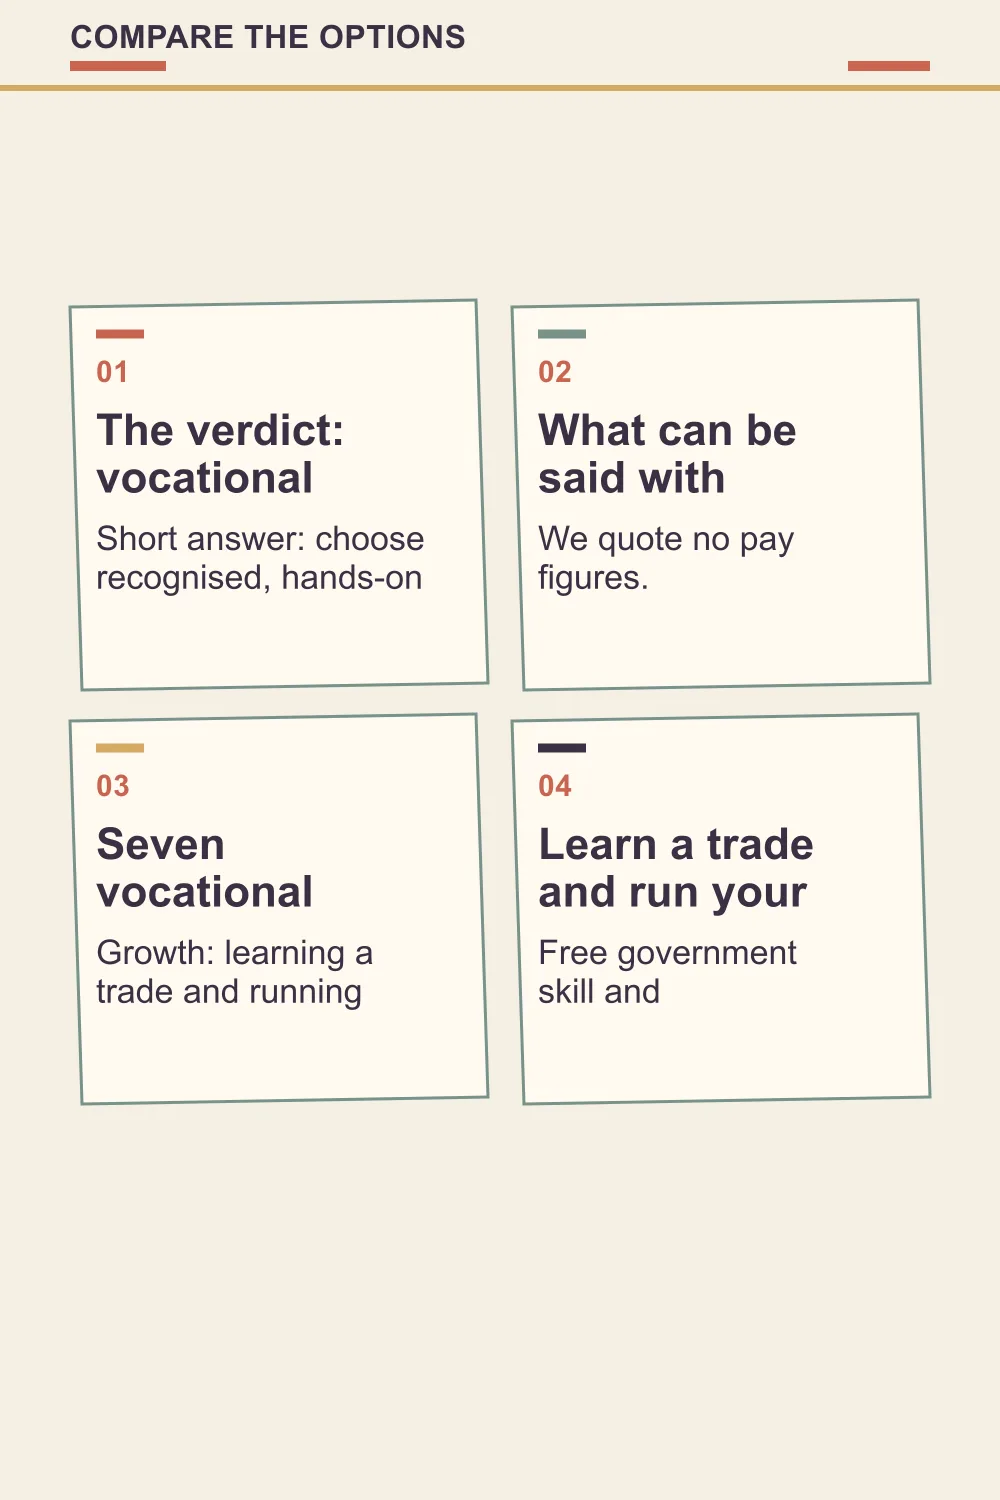 COMPARE THE OPTIONS
01
The verdict:
vocational
Short answer: choose
recognised, hands-on
02
What can be
said with
We quote no pay
figures.
03
Seven
vocational
Growth: learning a
trade and running
04
Learn a trade
and run your
Free government
skill and